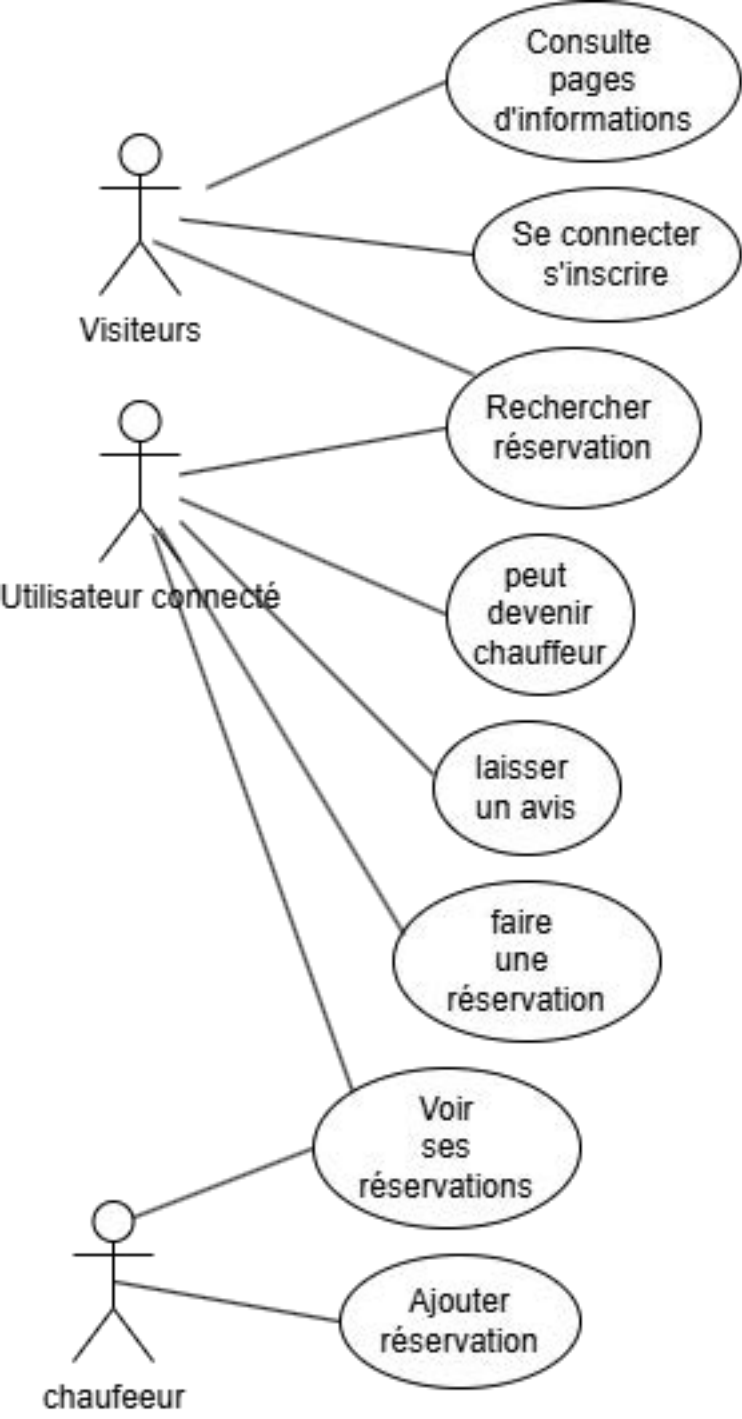 Consulte
pages
d'informations
Se connecter
s'inscrire
Visiteurs
Rechercher
réservation
Utilisateur connecté
peut
devenir
chauffeur
laisser
un avis
faire
une
réservation
Voir
ses
réservations
Ajouter
réservation
chaufeeur